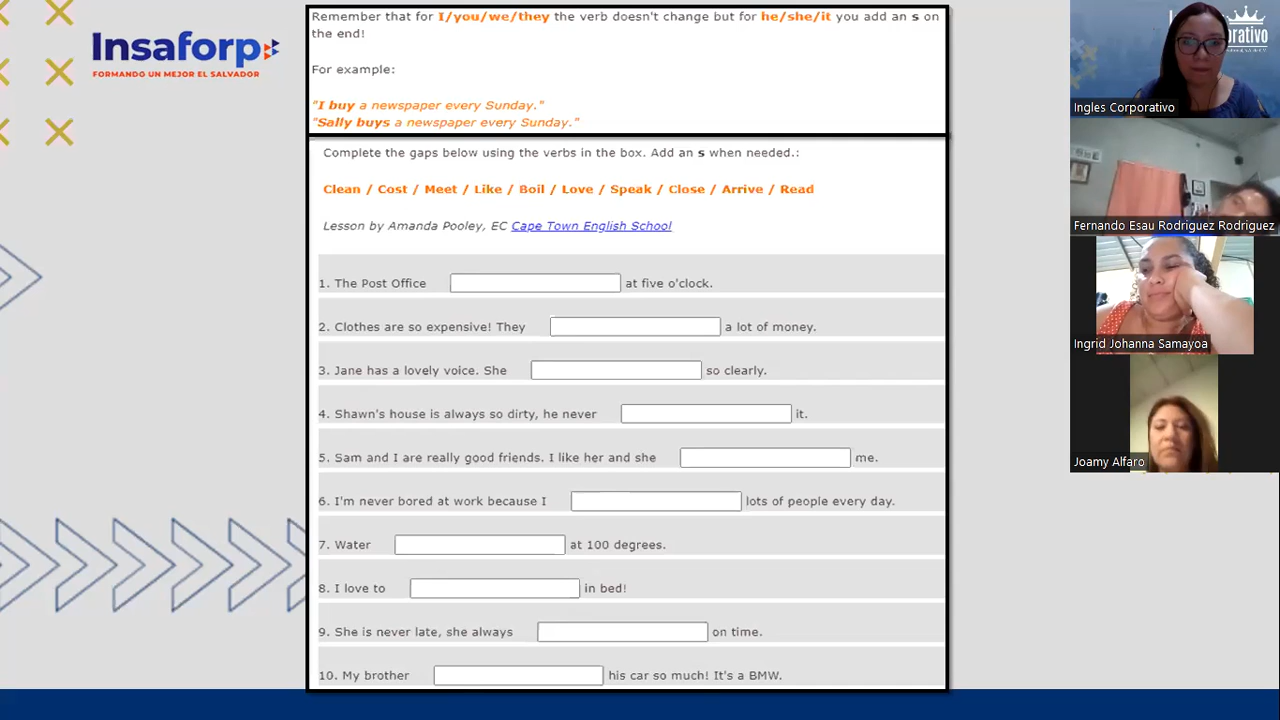 Insaforp
FORMANDO UN MEJOR EL SALVADOR
Remember that for I/you/we/they the verb doesn't change but for he/she/it you add an s on
the end!
For example:
"I buy a newspaper every Sunday."
"Sally buys a newspaper every Sunday."
Complete the gaps below using the verbs in the box. Add an s when needed.:
Clean / Cost / Meet / Like / Boil / Love / Speak / Close / Arrive / Read
Lesson by Amanda Pooley, EC Cape Town English School
1. The Post Office at five o'clock.
2. Clothes are so expensive! They a lot of money.
3. Jane has a lovely voice. She so clearly.
4. Shawn's house is always so dirty, he never it.
5. Sam and I are really good friends. I like her and she me.
6. I'm never bored at work because I lots of people every day.
7. Water at 100 degrees.
8. I love to in bed!
9. She is never late, she always on time.
10. My brother his car so much! It's a BMW.
Ingles Corporativo
Fernando Esau Rodriguez Rodriguez
Ingrid Johanna Samayoa
Joamy Alfaro